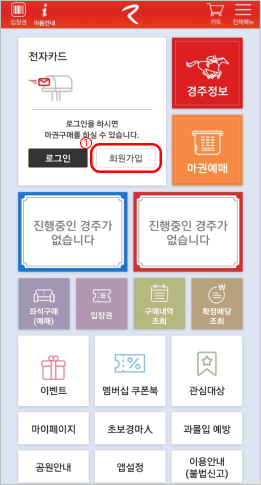 입장권 이용안내 카트 전체메뉴
전자카드
로그인을 하시면
마권구매를 하실 수 있습니다.
①
로그인 회원가입
경주정보
마권예매
진행중인 경주가
없습니다
진행중인 경주가
없습니다
좌석구매
(예매)
입장권
구매내역
조회
확정배당
조회
이벤트 멤버십 쿠폰북 관심대상
마이페이지 초보경마人 과몰입 예방
공원안내 앱설정 이용안내
(불법신고)